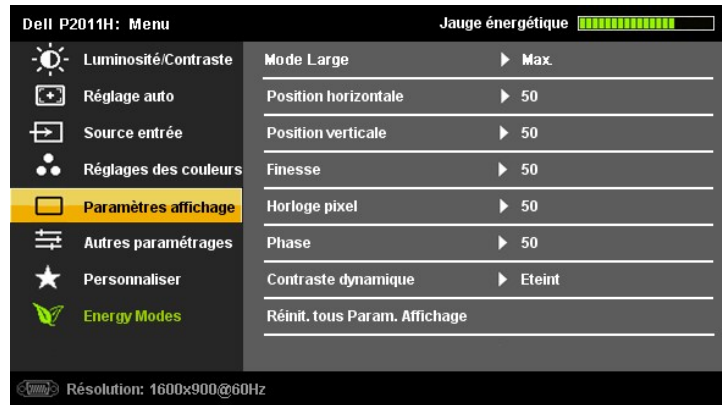 Dell P2011H: Menu Jauge énergétique
Luminosité/Contraste Mode Large Max.
Réglage auto Position horizontale 50
Source entrée Position verticale 50
Réglages des couleurs Finesse 50
Paramètres affichage Horloge pixel 50
Autres paramétrages Phase 50
Personnaliser Contraste dynamique Eteint
Energy Modes Réinit. tous Param. Affichage
Résolution: 1600x900@60Hz